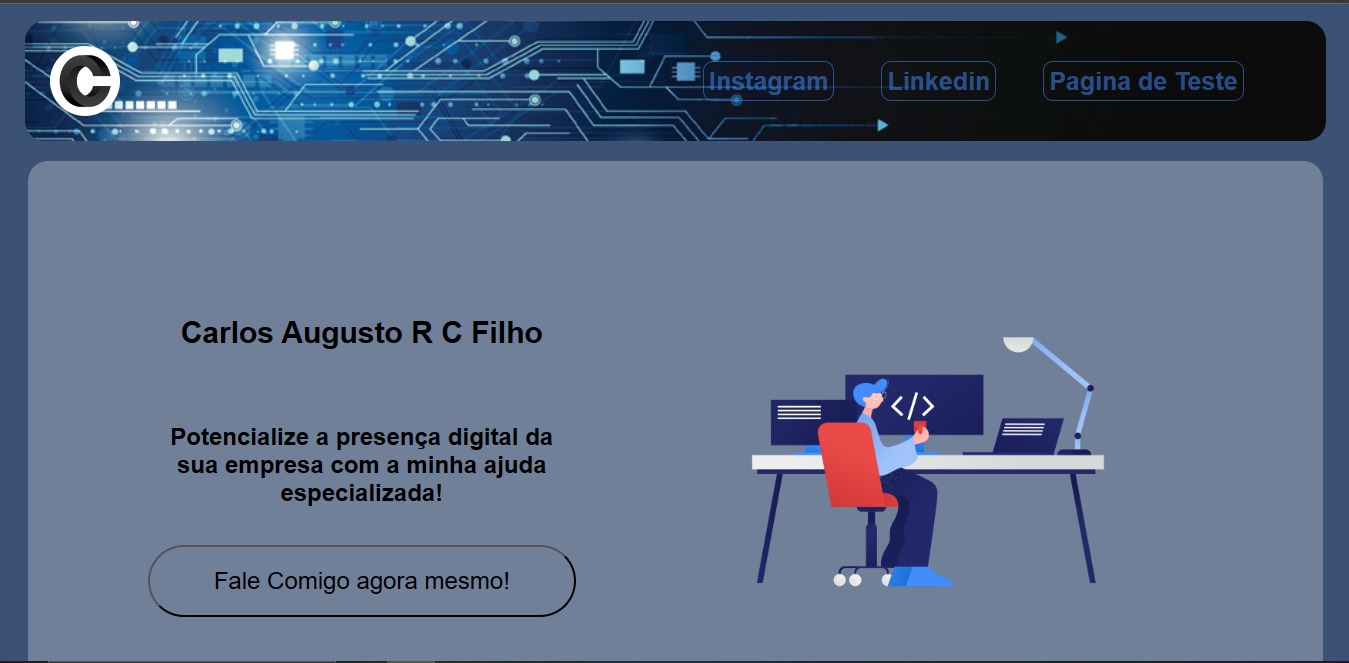 C
Instagram
Linkedin
Pagina de Teste
Carlos Augusto R C Filho
Potencialize a presença digital da
sua empresa com a minha ajuda
especializada!
</>
Fale Comigo agora mesmo!